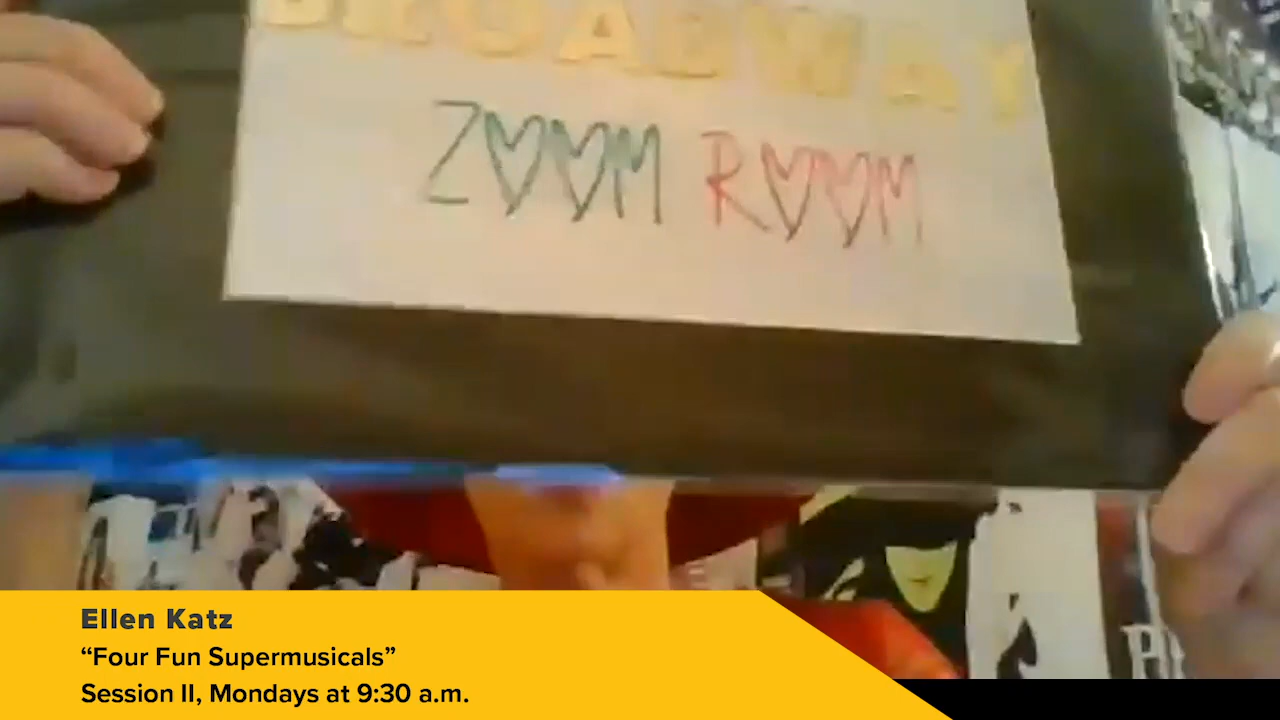 BROADWAY
ZOOM ROOM
Ellen Katz
“Four Fun Supermusicals”
Session II, Mondays at 9:30 a.m.